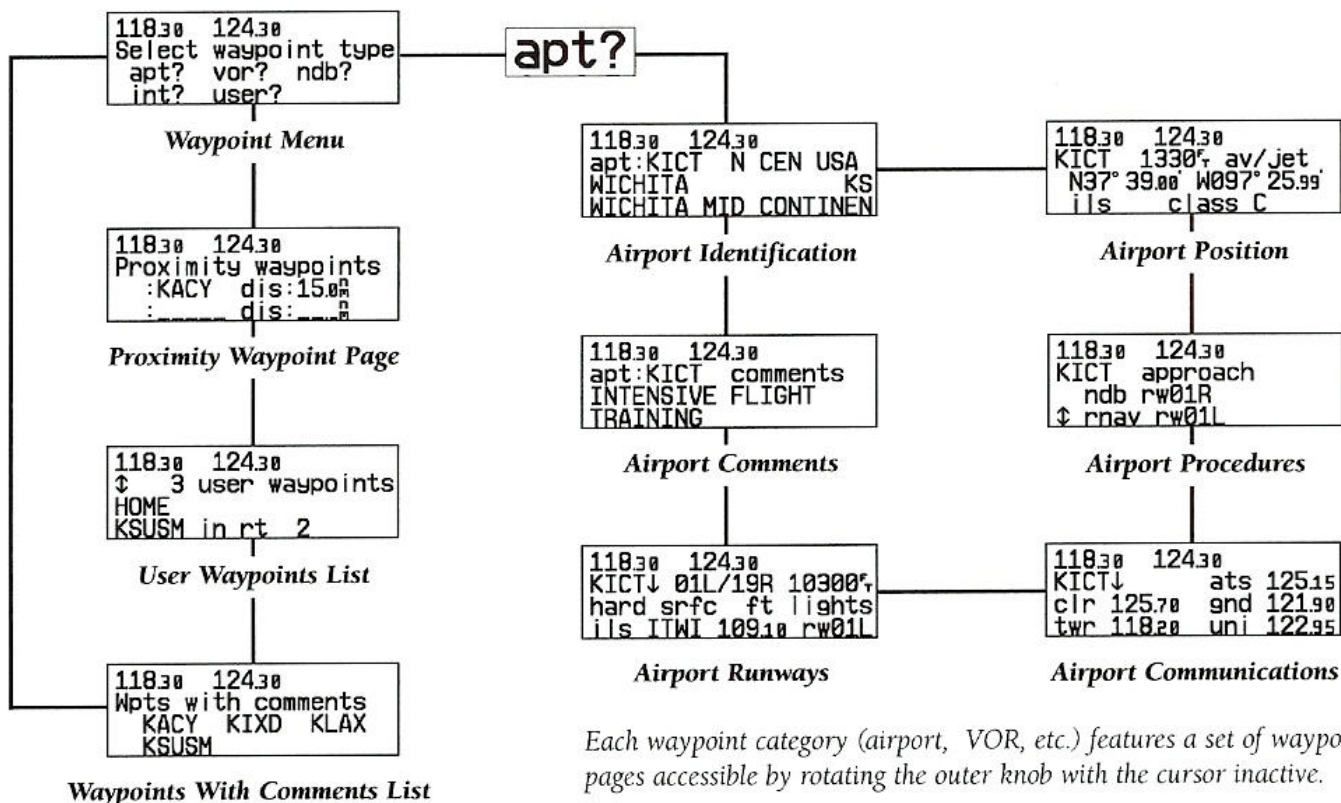 118.30 124.30
Select waypoint type
apt? vor? ndb?
int? user?
Waypoint Menu
118.30 124.30
Proximity waypoints
:KACY dis:15.0nm
:_____ dis:__._nm
Proximity Waypoint Page
118.30 124.30
↕ 3 user waypoints
HOME
KSUSM in rt 2
User Waypoints List
118.30 124.30
Wpts with comments
KACY KIXD KLAX
KSUSM
Waypoints With Comments List
apt?
118.30 124.30
apt:KICT N CEN USA
WICHITA KS
WICHITA MID CONTINEN
Airport Identification
118.30 124.30
apt:KICT comments
INTENSIVE FLIGHT
TRAINING
Airport Comments
118.30 124.30
KICT↓ 01L/19R 10300FT
hard srfc ft lights
ils ITWI 109.10 rw01L
Airport Runways
118.30 124.30
KICT 1330FT av/jet
N37° 39.00' W097° 25.99'
ils class C
Airport Position
118.30 124.30
KICT approach
ndb rw01R
↕ rnav rw01L
Airport Procedures
118.30 124.30
KICT↓ ats 125.15
clr 125.70 gnd 121.90
twr 118.20 uni 122.95
Airport Communications
Each waypoint category (airport, VOR, etc.) features a set of waypo
pages accessible by rotating the outer knob with the cursor inactive.